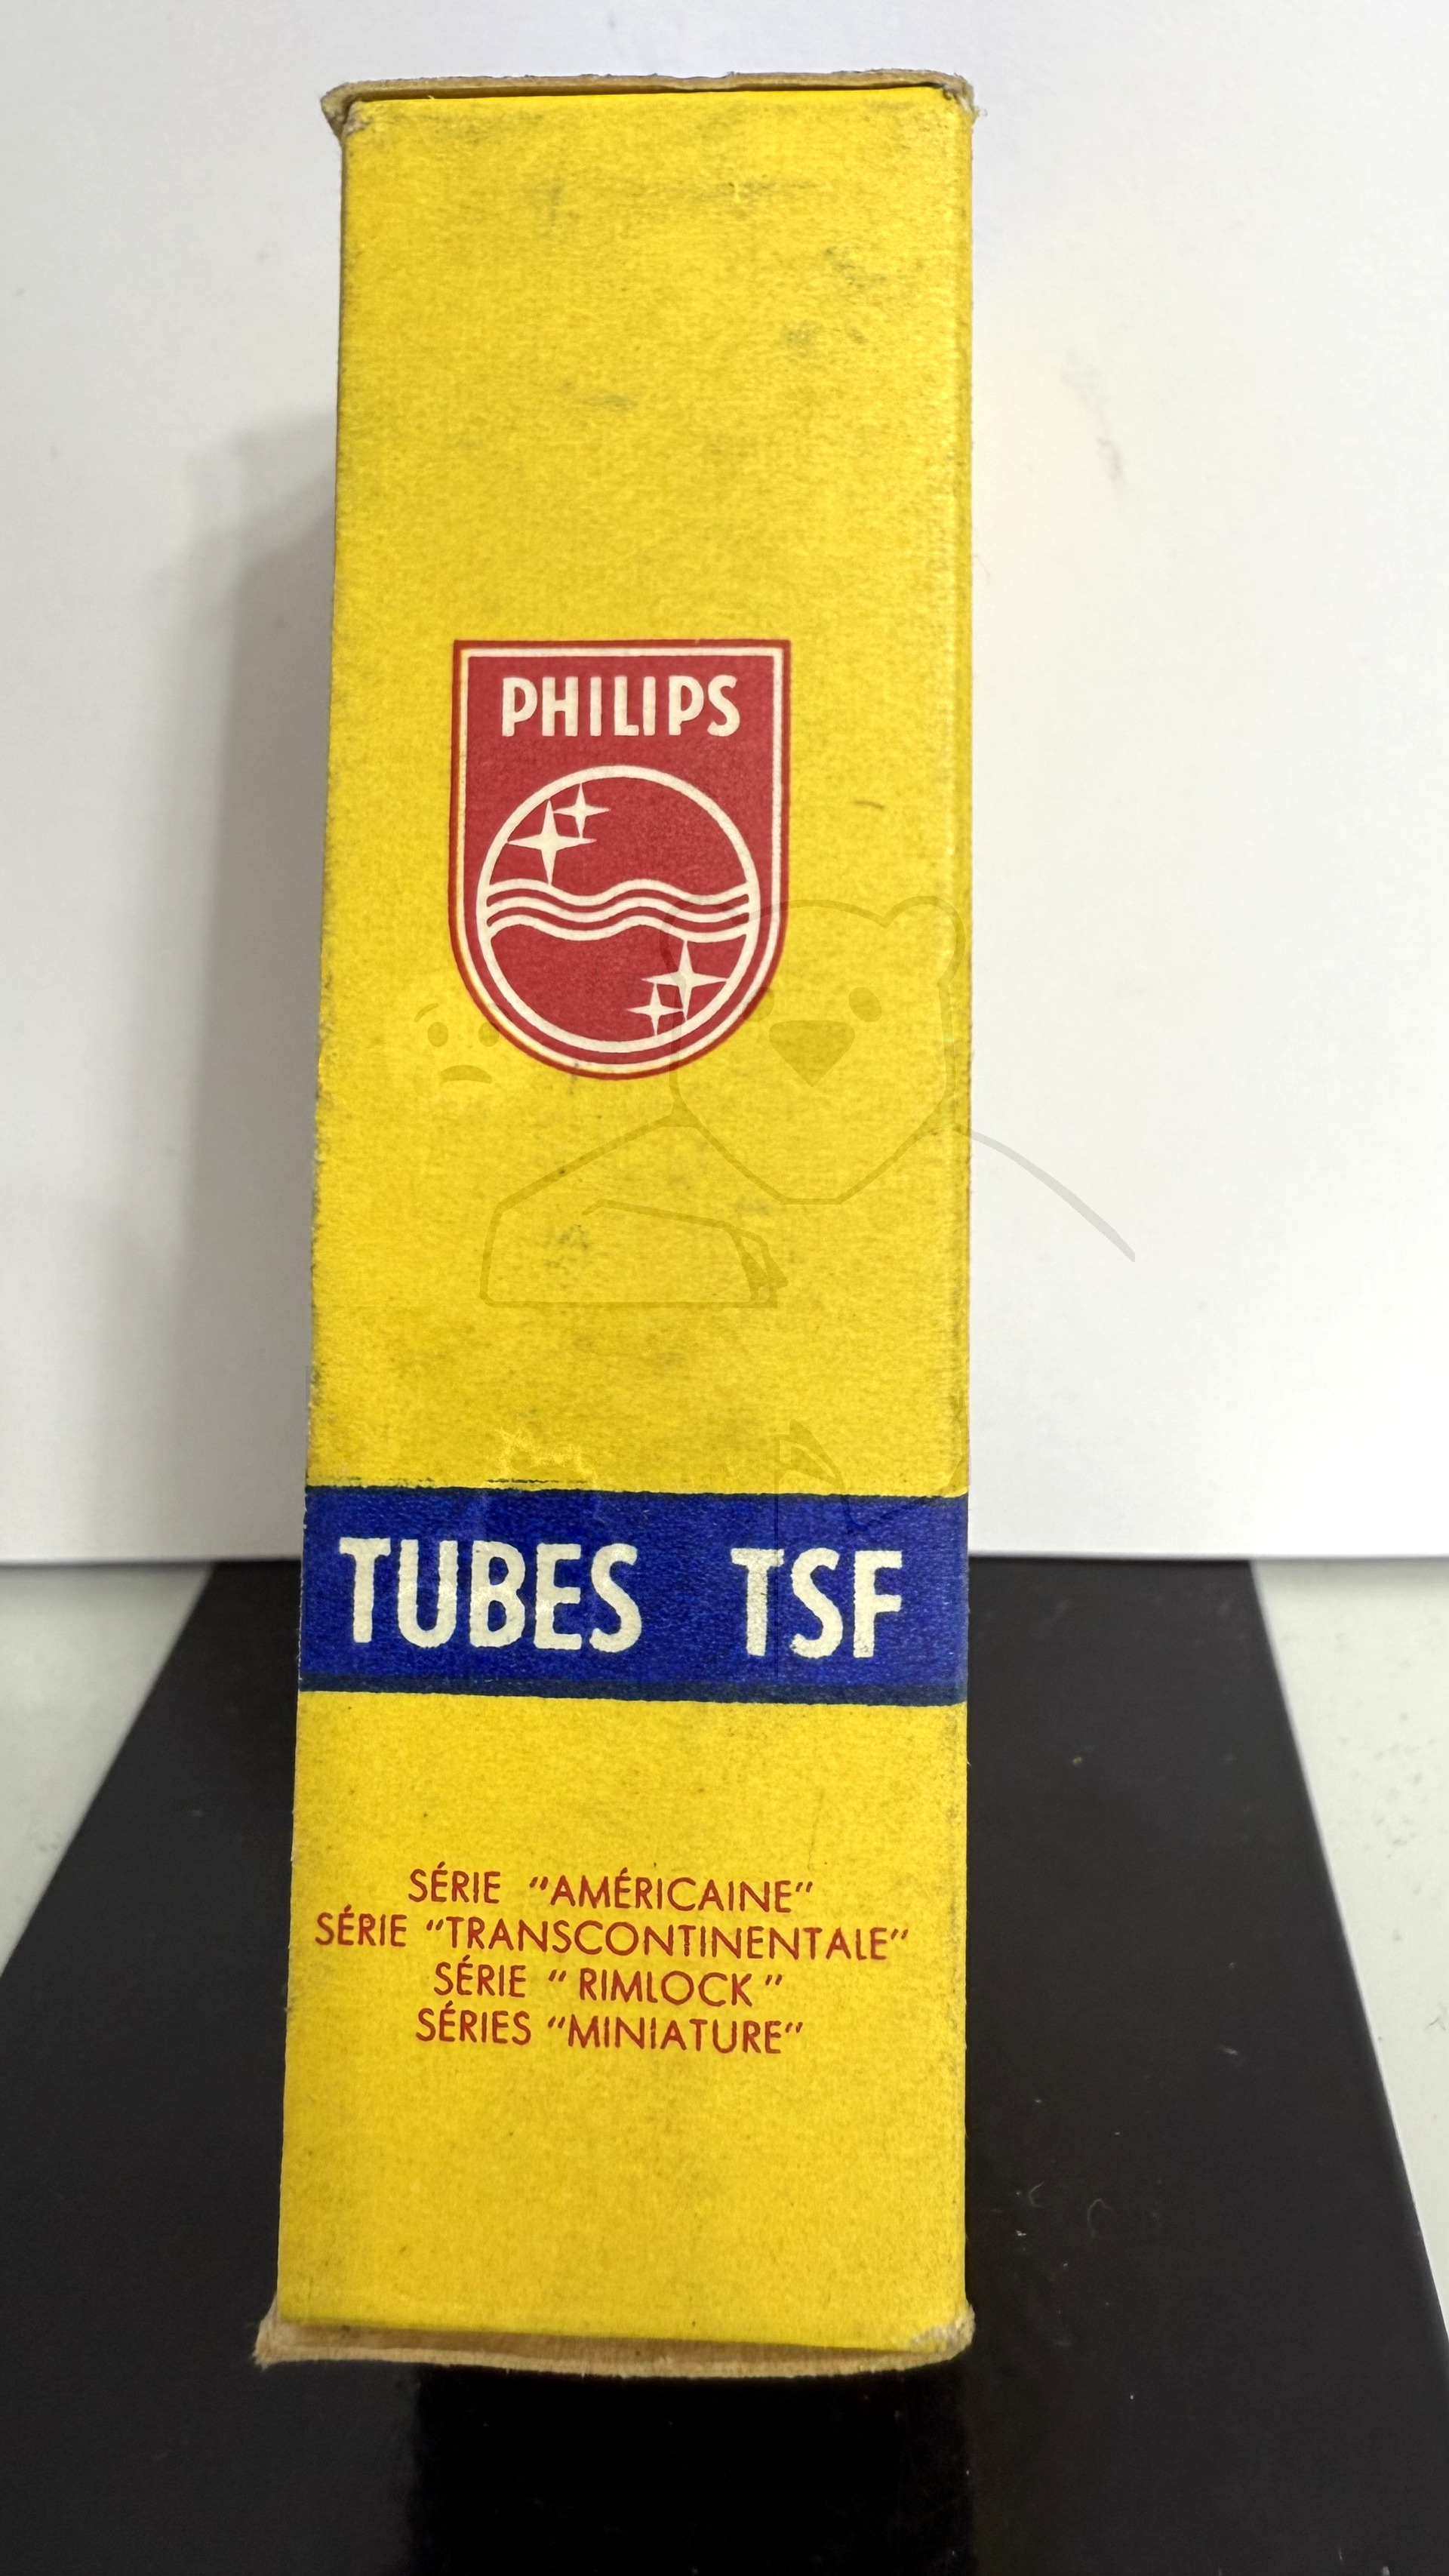 PHILIPS
TUBES TSF
SÉRIE "AMÉRICAINE"
SÉRIE "TRANSCONTINENTALE"
SÉRIE "RIMLOCK"
SÉRIES "MINIATURE"